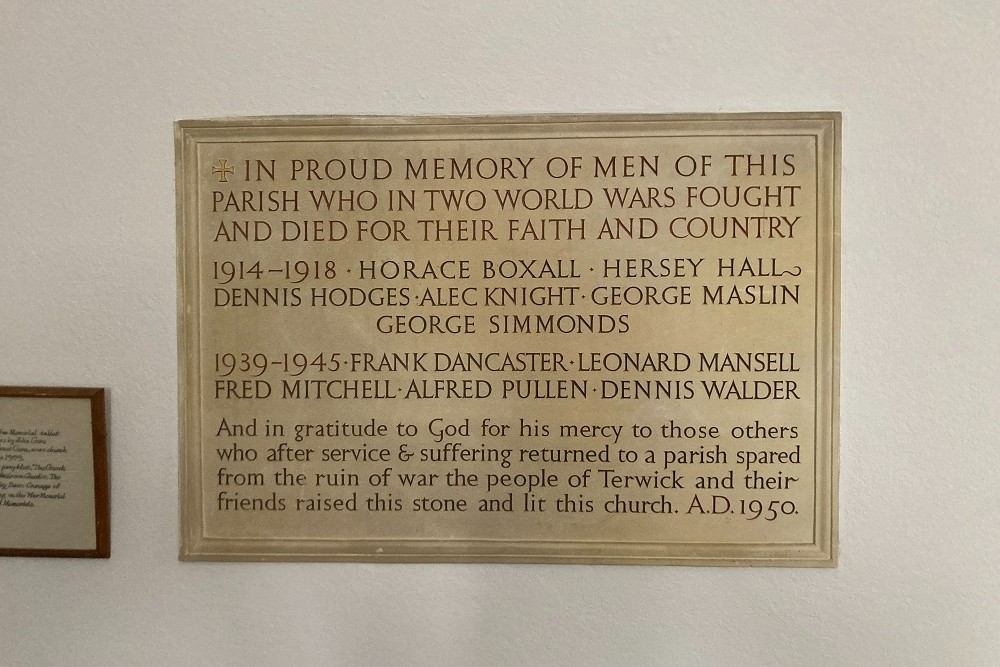 ✠ IN PROUD MEMORY OF MEN OF THIS
PARISH WHO IN TWO WORLD WARS FOUGHT
AND DIED FOR THEIR FAITH AND COUNTRY
1914–1918 · HORACE BOXALL · HERSEY HALL
DENNIS HODGES · ALEC KNIGHT · GEORGE MASLIN
GEORGE SIMMONDS
1939–1945 · FRANK DANCASTER · LEONARD MANSELL
FRED MITCHELL · ALFRED PULLEN · DENNIS WALDER
And in gratitude to God for his mercy to those others
who after service & suffering returned to a parish spared
from the ruin of war the people of Terwick and their
friends raised this stone and lit this church. A.D. 1950.